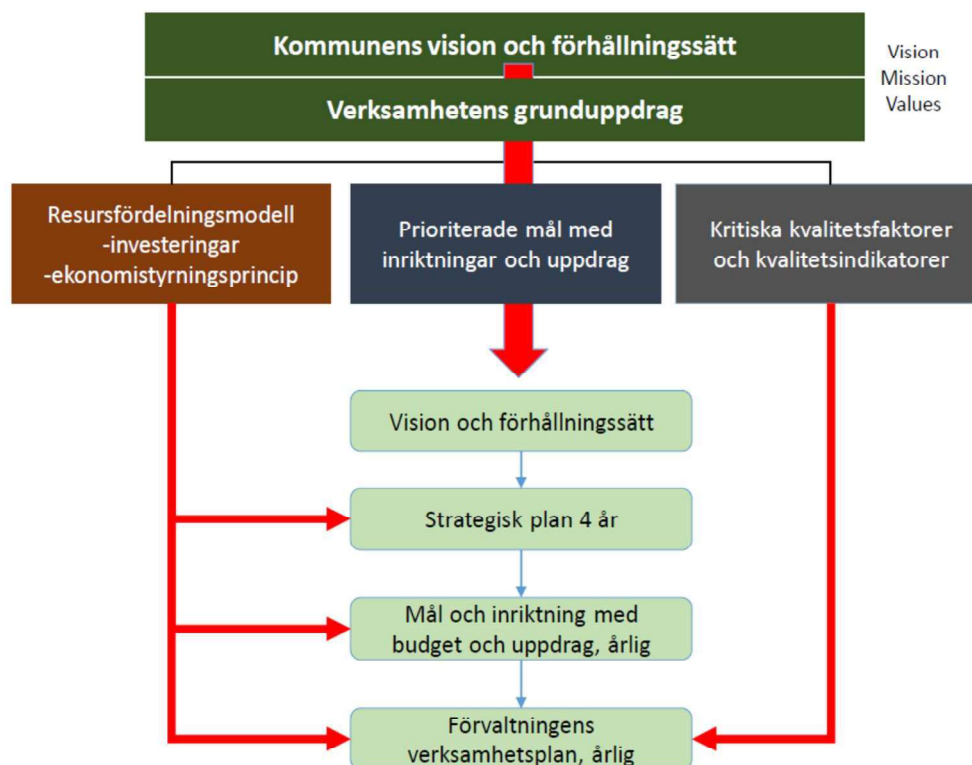 Kommunens vision och förhållningssätt
Verksamhetens grunduppdrag
Vision
Mission
Values
Resursfördelningsmodell
-investeringar
-ekonomistyrningsprincip
Prioriterade mål med
inriktningar och uppdrag
Kritiska kvalitetsfaktorer
och kvalitetsindikatorer
Vision och förhållningssätt
Strategisk plan 4 år
Mål och inriktning med
budget och uppdrag, årlig
Förvaltningens
verksamhetsplan, årlig